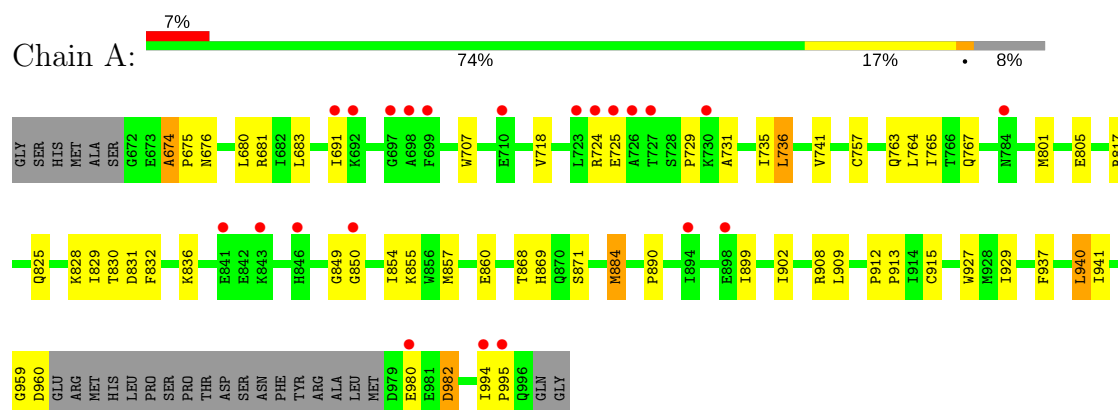 7%
Chain A:
74% 17% • 8%
GLY SER HIS MET ALA SER G672 E673 A674 P675 N676 L680 R681 I682 L683 I691 K692 G697 A698 F699 W707 E710 V718 L723 R724 E725 A726 T727 S728 P729 K730 A731 I735 L736 V741 C757 Q763 L764 I765 T766 Q767 N784 M801 E805
Q825 K828 I829 T830 D831 F832 K836 E841 E842 K843 H846 G849 G850 I854 K855 W856 M857 E860 T868 H869 Q870 S871 M884 P890 I894 E898 I899 I902 R908 L909 P912 P913 I914 C915 W927 M928 I929 F937 L940 I941
G959 D960 GLU ARG MET HIS LEU PRO SER PRO THR ASP SER ASN PHE TYR ARG ALA LEU MET D979 E980 E981 D982 I994 P995 Q996 GLN GLY